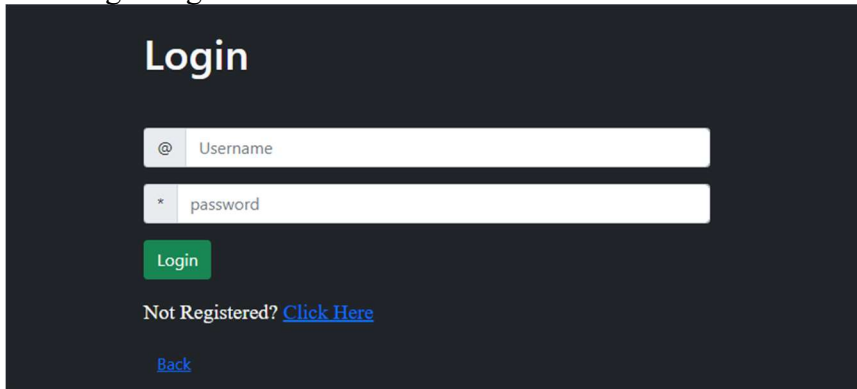 Login
@ Username
* password
Login
Not Registered? Click Here
Back